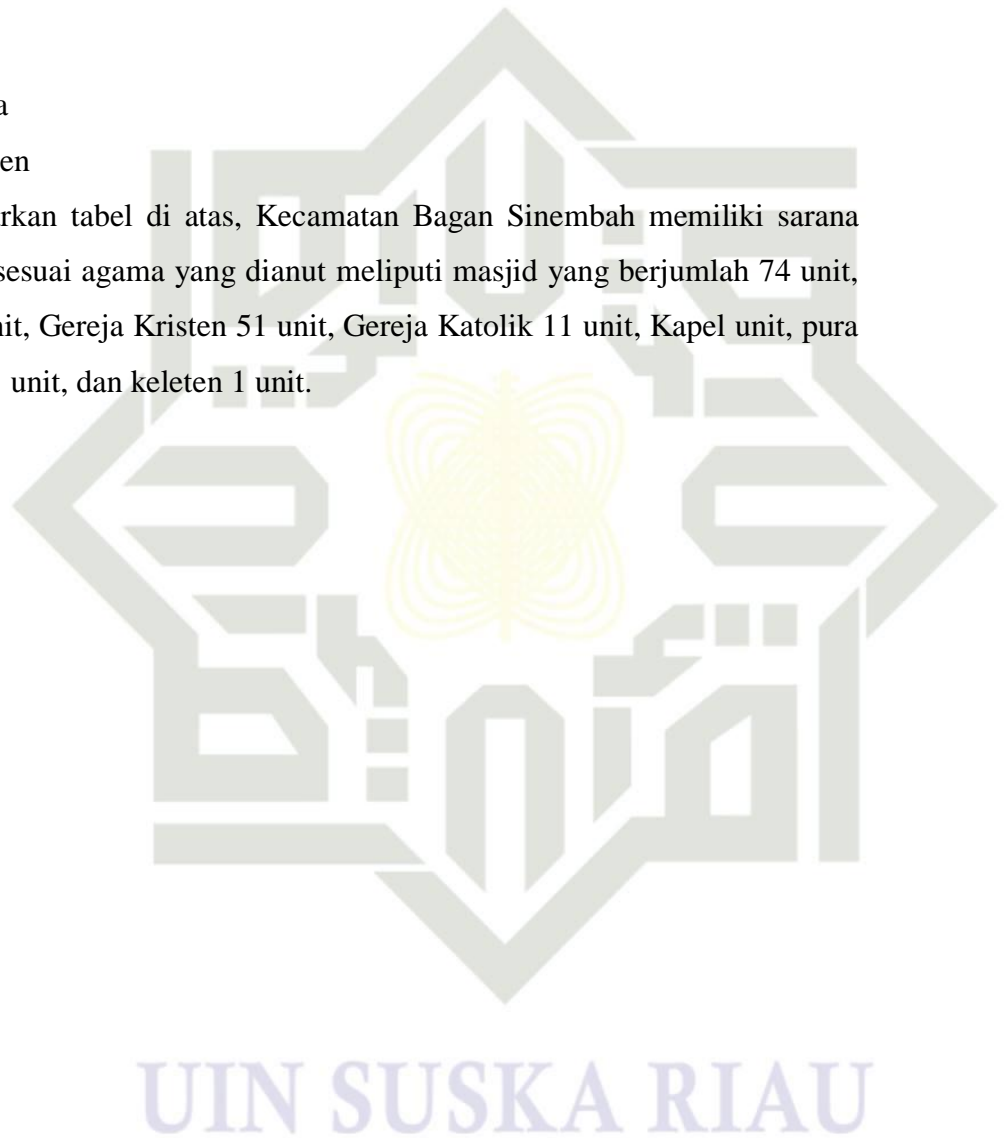 a
en
rkan tabel di atas, Kecamatan Bagan Sinembah memiliki sarana
sesuai agama yang dianut meliputi masjid yang berjumlah 74 unit,
nit, Gereja Kristen 51 unit, Gereja Katolik 11 unit, Kapel unit, pura
unit, dan keleten 1 unit.
UIN SUSKA RIAU